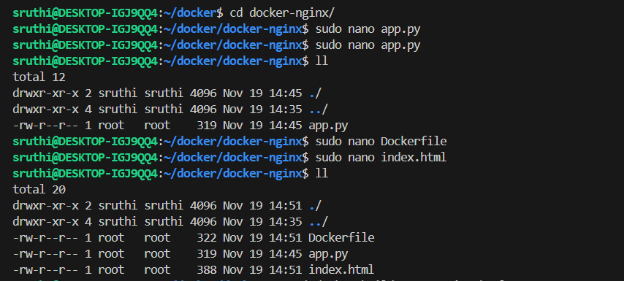 sruthi@DESKTOP-IGJ9QQ4:~/docker$ cd docker-nginx/
sruthi@DESKTOP-IGJ9QQ4:~/docker/docker-nginx$ sudo nano app.py
sruthi@DESKTOP-IGJ9QQ4:~/docker/docker-nginx$ sudo nano app.py
sruthi@DESKTOP-IGJ9QQ4:~/docker/docker-nginx$ ll
total 12
drwxr-xr-x 2 sruthi sruthi 4096 Nov 19 14:45 ./
drwxr-xr-x 4 sruthi sruthi 4096 Nov 19 14:35 ../
-rw-r--r-- 1 root   root    319 Nov 19 14:45 app.py
sruthi@DESKTOP-IGJ9QQ4:~/docker/docker-nginx$ sudo nano Dockerfile
sruthi@DESKTOP-IGJ9QQ4:~/docker/docker-nginx$ sudo nano index.html
sruthi@DESKTOP-IGJ9QQ4:~/docker/docker-nginx$ ll
total 20
drwxr-xr-x 2 sruthi sruthi 4096 Nov 19 14:51 ./
drwxr-xr-x 4 sruthi sruthi 4096 Nov 19 14:35 ../
-rw-r--r-- 1 root   root    322 Nov 19 14:51 Dockerfile
-rw-r--r-- 1 root   root    319 Nov 19 14:45 app.py
-rw-r--r-- 1 root   root    388 Nov 19 14:51 index.html